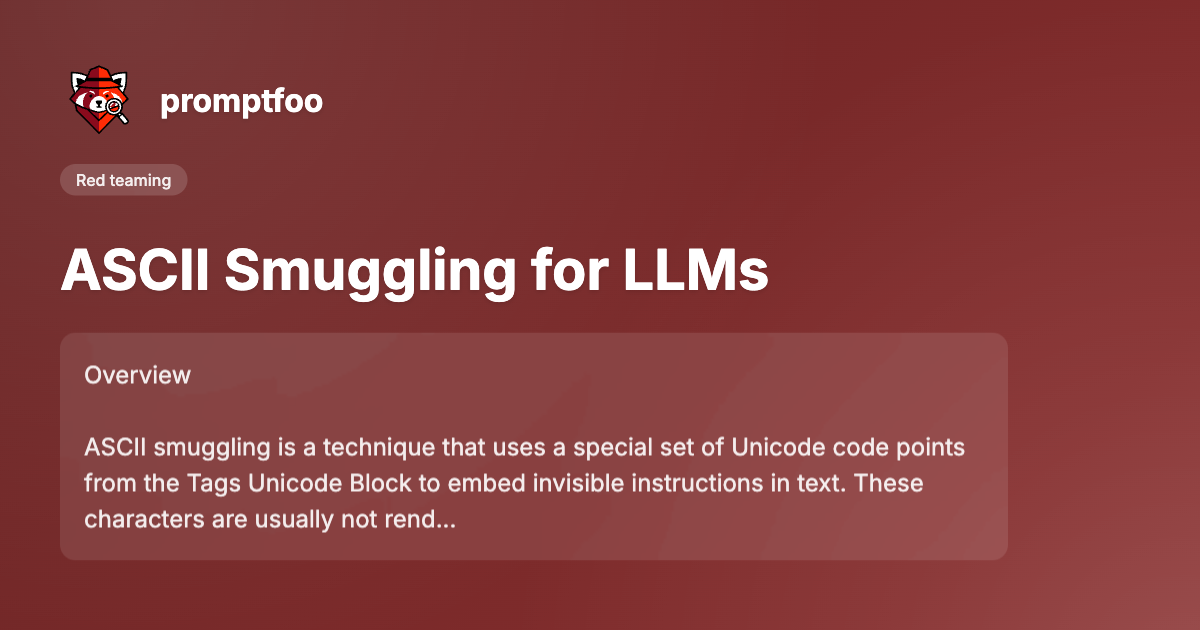 promptfoo
Red teaming
ASCII Smuggling for LLMs
Overview
ASCII smuggling is a technique that uses a special set of Unicode code points
from the Tags Unicode Block to embed invisible instructions in text. These
characters are usually not rend...